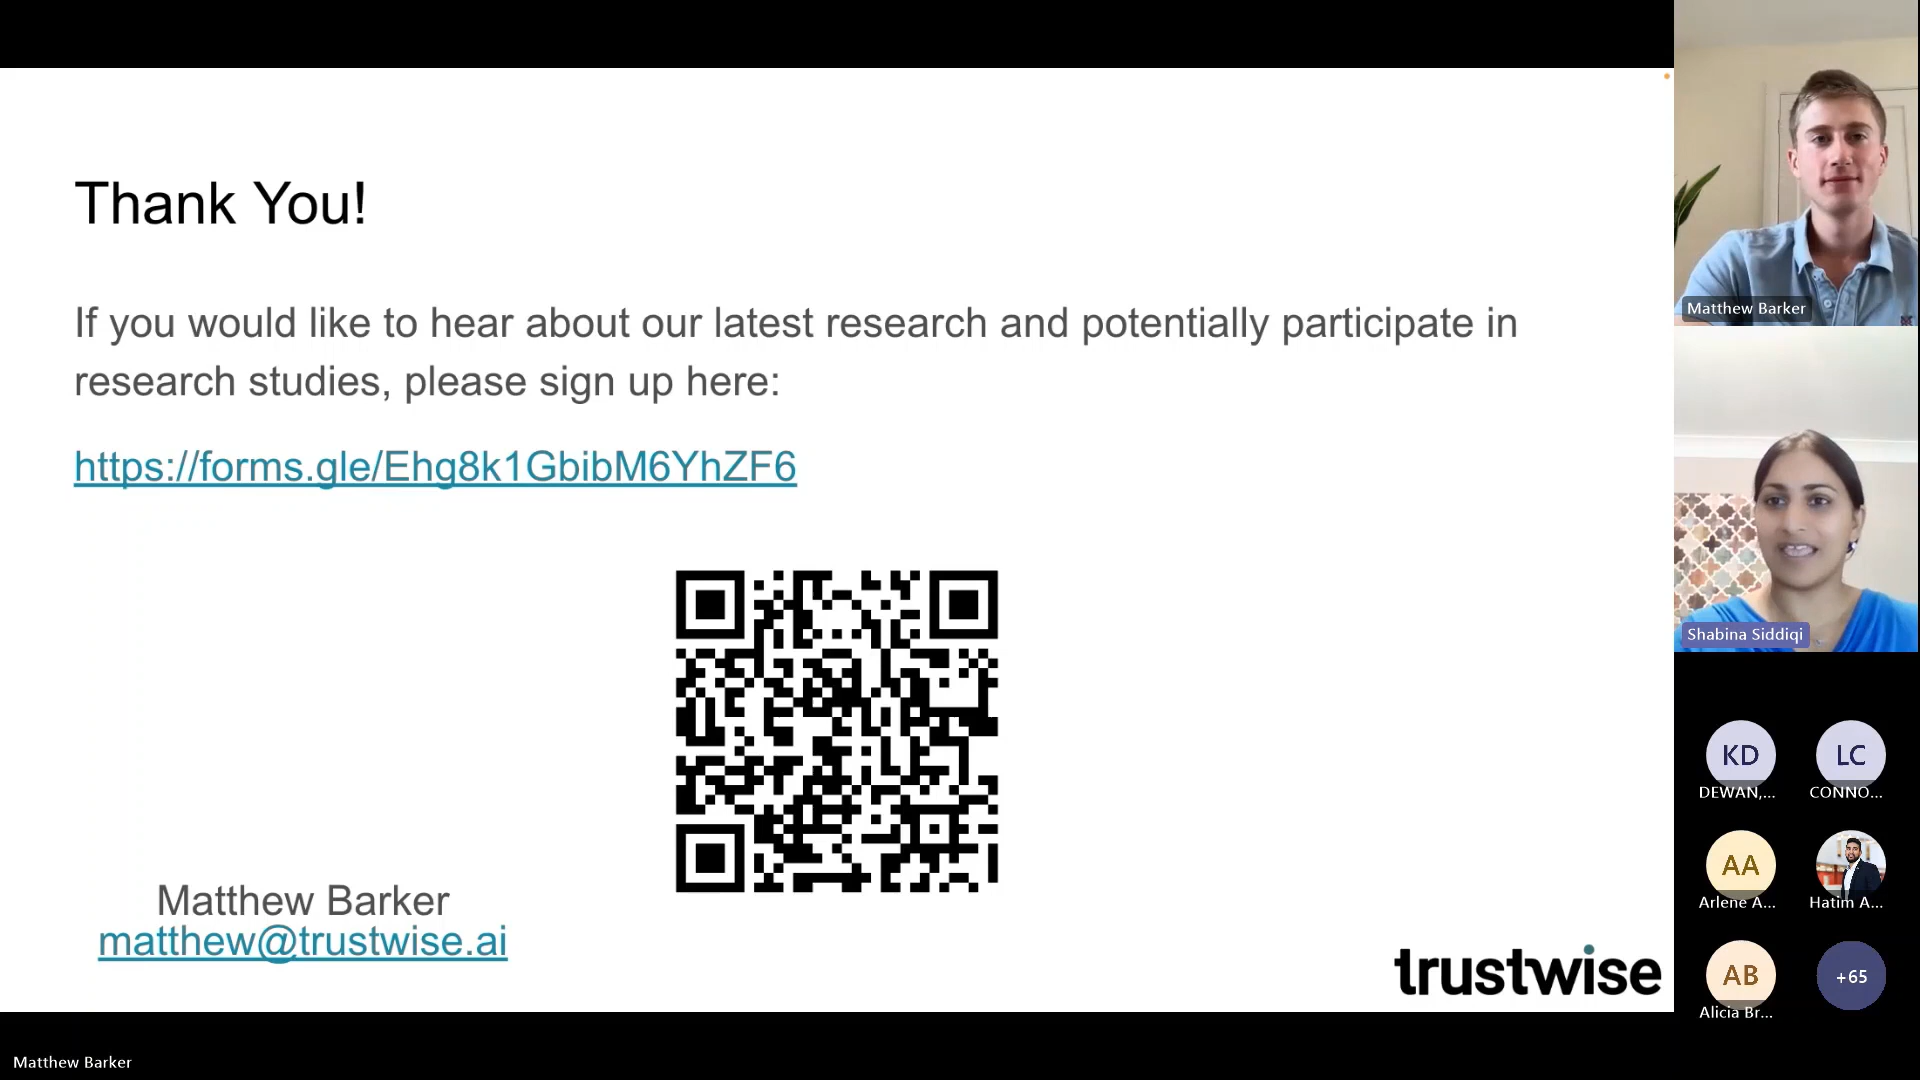 Thank You!
If you would like to hear about our latest research and potentially participate in
research studies, please sign up here:
https://forms.gle/Ehg8k1GbibM6YhZF6
Matthew Barker
matthew@trustwise.ai
trustwise
Matthew Barker
Shabina Siddiqi
KD
LC
DEWAN,...
CONNO...
AA
Arlene A...
Hatim A...
AB
+65
Alicia Br...
Matthew Barker